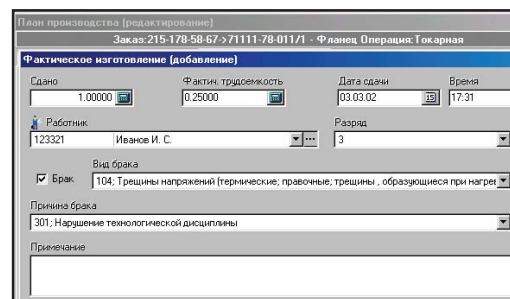 План производства (редактирование)
Заказ:215-178-58-67->71111-78-011/1 - Фланец Операция:Токарная
Фактическое изготовление (добавление)
Сдано Фактич. трудоемкость Дата сдачи Время
1.00000 0.25000 03.03.02 15 17:31
Работник Разряд
123321 Иванов И. С. ... 3
Вид брака
Брак 104; Трещины напряжений (термические; правочные; трещины , образующиеся при нагрев
Причина брака
301; Нарушение технологической дисциплины
Примечание